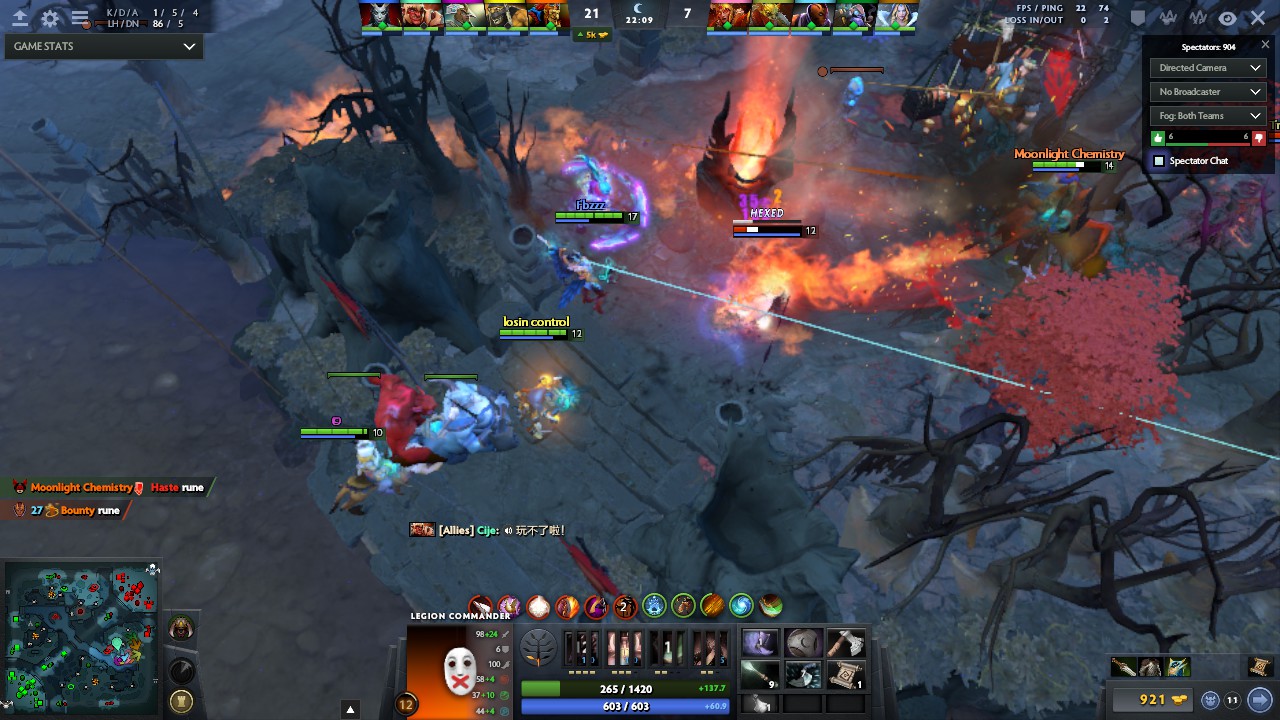 K/D/A 1 / 5 / 4
LH/DN 86 / 5
21
22:09
7
5k
FPS / PING 22 74
LOSS IN/OUT 0 2
GAME STATS
Spectators: 904
Directed Camera
No Broadcaster
Fog: Both Teams
6 6
Spectator Chat
Moonlight Chemistry
14
Fbzzz
17
HEXED
12
losin control
12
10
Moonlight Chemistry Haste rune
27 Bounty rune
[Allies] Cije: 玩不了啦!
2
LEGION COMMANDER
98+24
6
100
58+4
37+10
44+4
12
265 / 1420 +137.7
603 / 603 +60.9
9
1
921
11